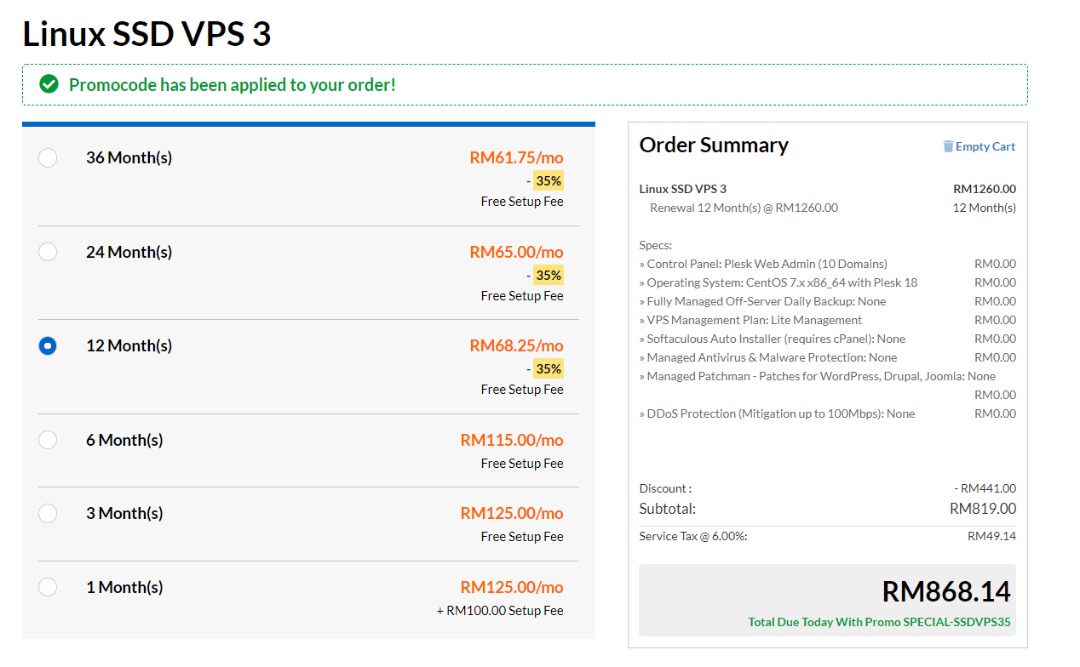 Linux SSD VPS 3
Promocode has been applied to your order!
36 Month(s)
RM61.75/mo
- 35%
Free Setup Fee
24 Month(s)
RM65.00/mo
- 35%
Free Setup Fee
12 Month(s)
RM68.25/mo
- 35%
Free Setup Fee
6 Month(s)
RM115.00/mo
Free Setup Fee
3 Month(s)
RM125.00/mo
Free Setup Fee
1 Month(s)
RM125.00/mo
+ RM100.00 Setup Fee
Order Summary
Empty Cart
Linux SSD VPS 3 RM1260.00
Renewal 12 Month(s) @ RM1260.00 12 Month(s)
Specs:
» Control Panel: Plesk Web Admin (10 Domains) RM0.00
» Operating System: CentOS 7.x x86_64 with Plesk 18 RM0.00
» Fully Managed Off-Server Daily Backup: None RM0.00
» VPS Management Plan: Lite Management RM0.00
» Softaculous Auto Installer (requires cPanel): None RM0.00
» Managed Antivirus & Malware Protection: None RM0.00
» Managed Patchman - Patches for WordPress, Drupal, Joomla: None
RM0.00
» DDoS Protection (Mitigation up to 100Mbps): None RM0.00
Discount : - RM441.00
Subtotal: RM819.00
Service Tax @ 6.00%: RM49.14
RM868.14
Total Due Today With Promo SPECIAL-SSDVPS35